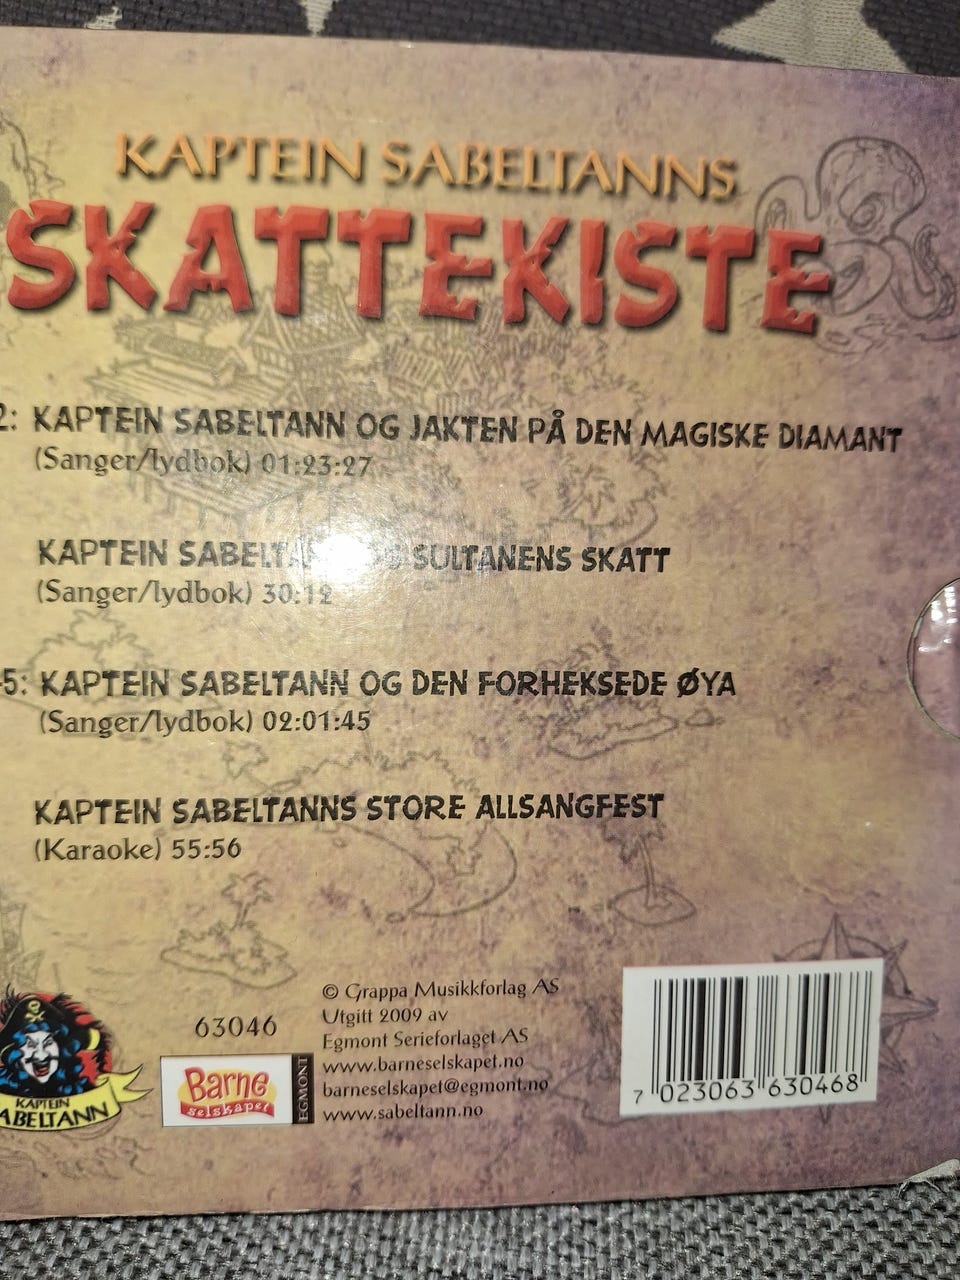 KAPTEIN SABELTANNS
SKATTEKISTE
2: KAPTEIN SABELTANN OG JAKTEN PÅ DEN MAGISKE DIAMANT
(Sanger/lydbok) 01:23:27
KAPTEIN SULTANENS SKATT
(Sanger/lydbok) 30:12
-5: KAPTEIN SABELTANN OG DEN FORHEKSEDE ØYA
(Sanger/lydbok) 02:01:45
KAPTEIN SABELTANNS STORE ALLSANGFEST
(Karaoke) 55:56
© Grappa Musikkforlag AS
Utgitt 2009 av
Egmont Serieforlaget AS
www.barneselskapet.no
barneselskapet@egmont.no
www.sabeltann.no
63046
Barne
selskapet
EGMONT
KAPTEIN
ABELTANN
7 023063 630468